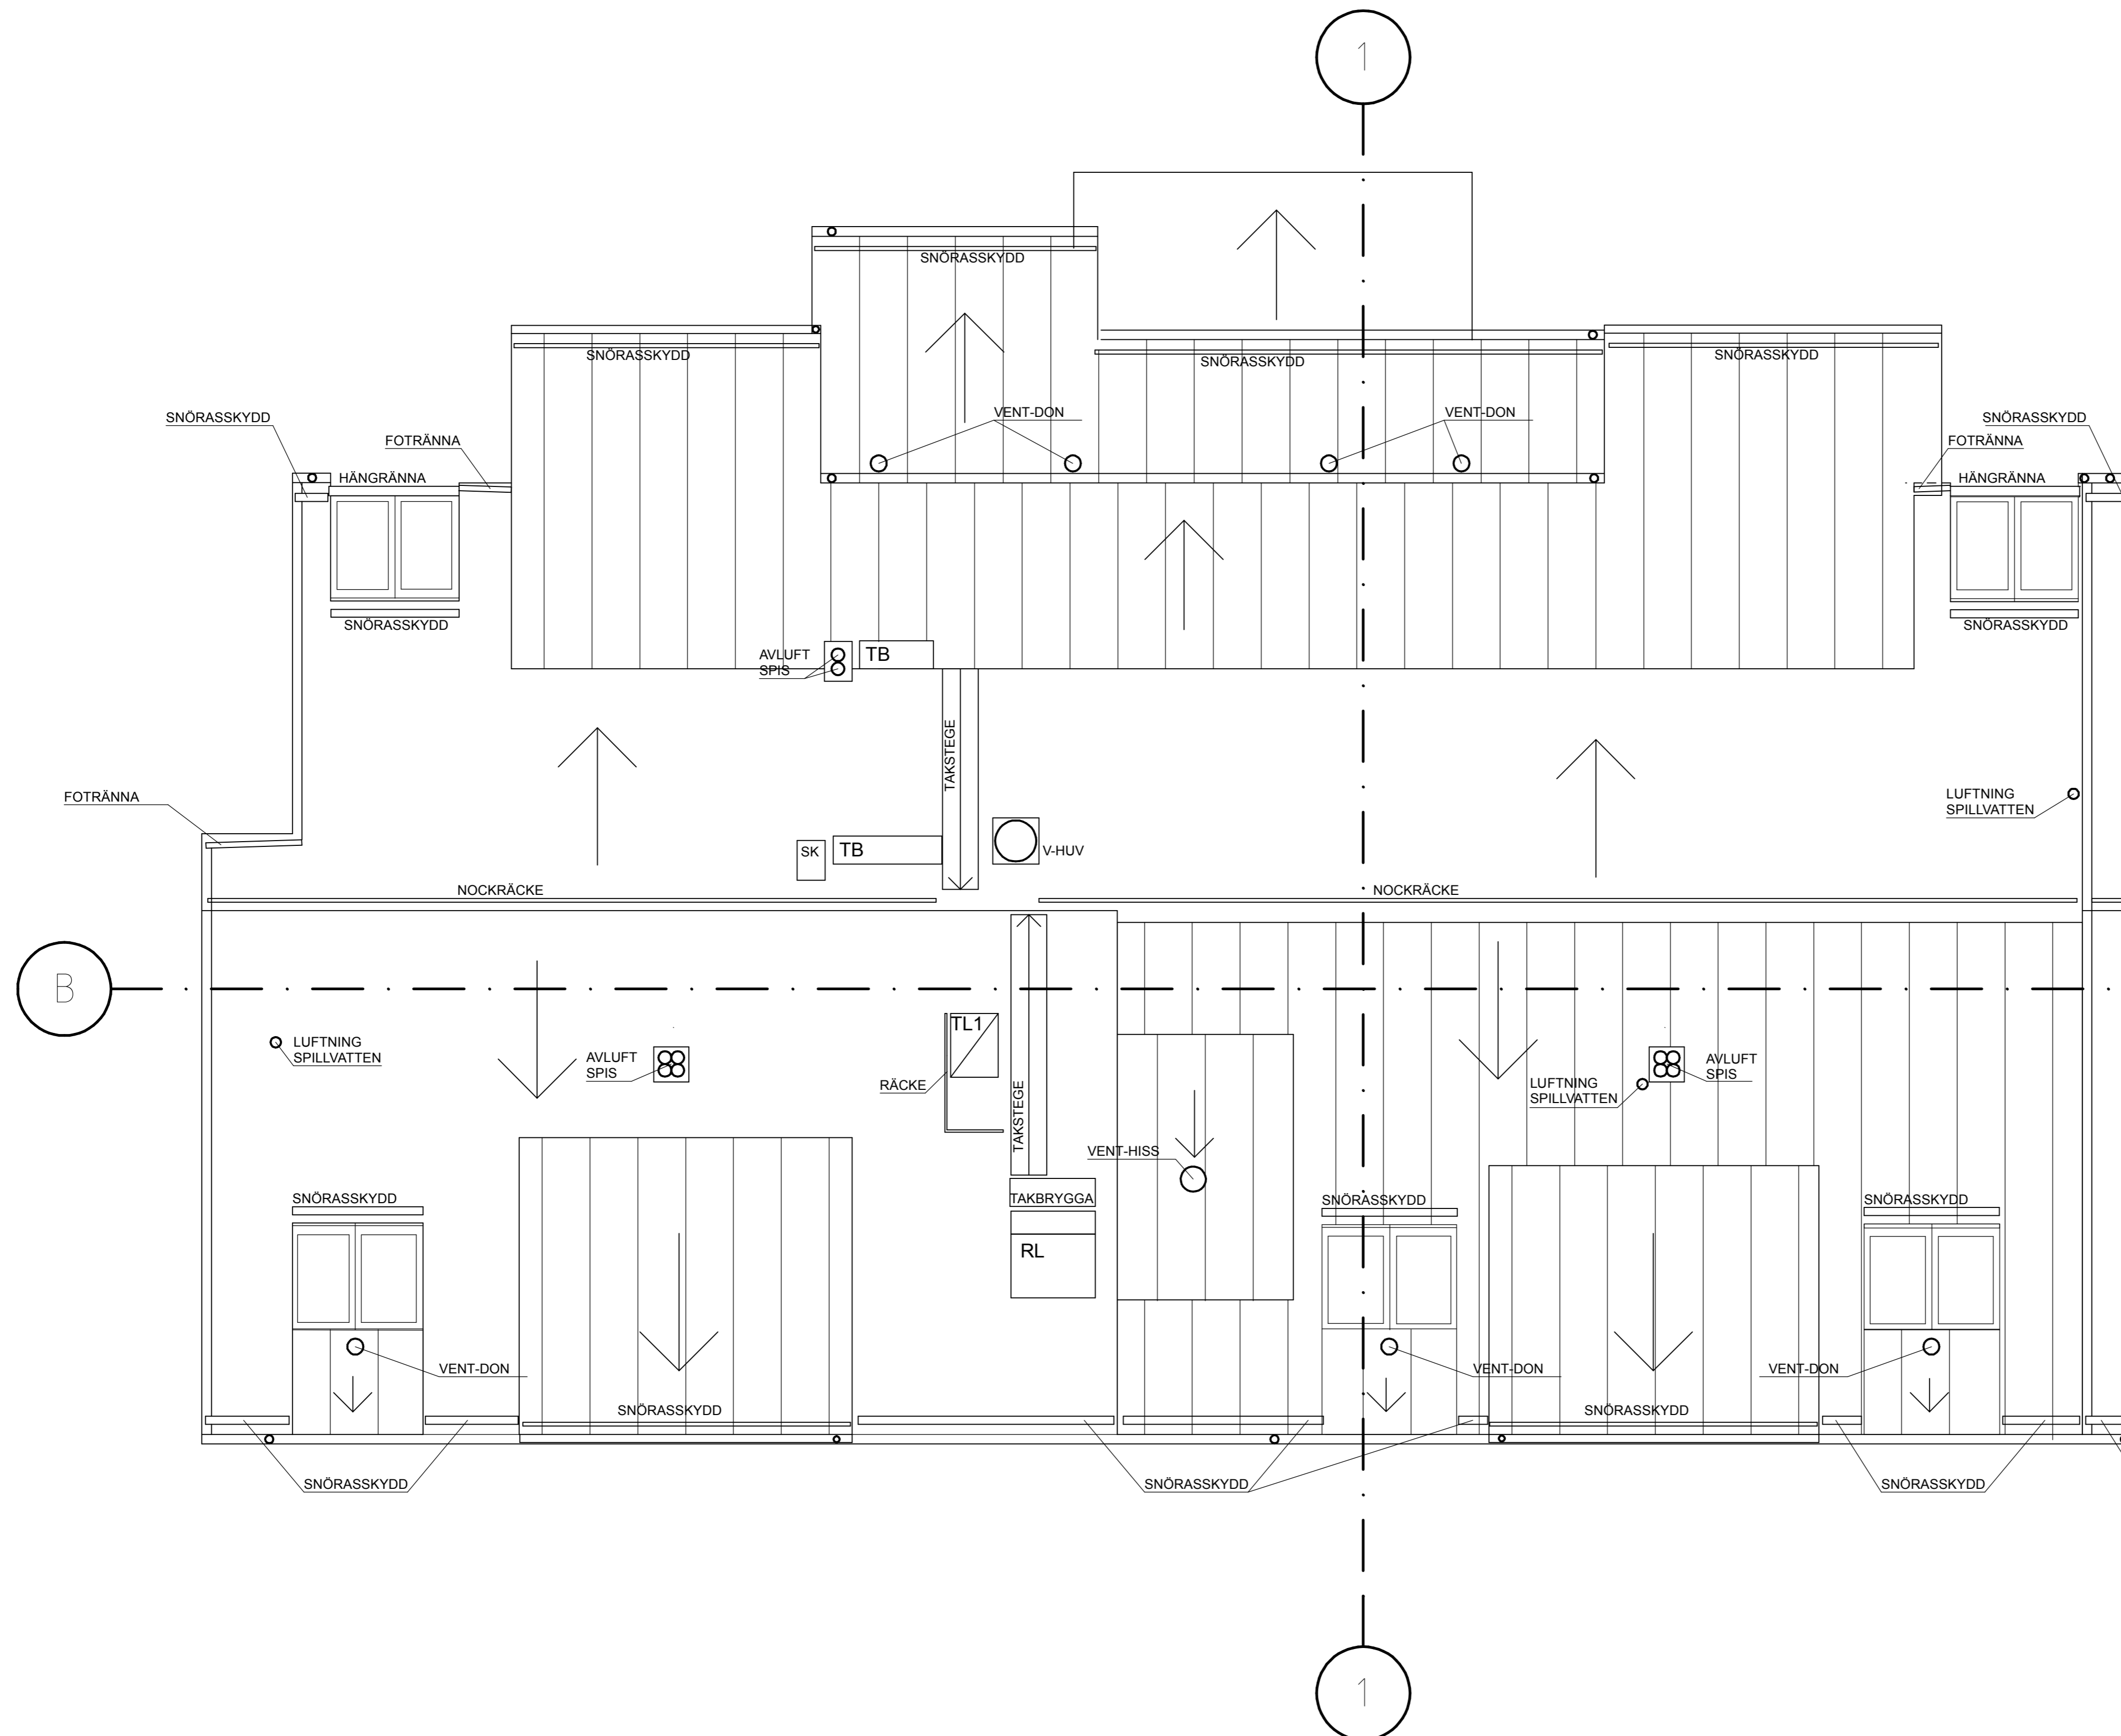 1
SNÖRASSKYDD
SNÖRASSKYDD
SNÖRASSKYDD
SNÖRASSKYDD
SNÖRASSKYDD
VENT-DON
VENT-DON
SNÖRASSKYDD
FOTRÄNNA
FOTRÄNNA
HÄNGRÄNNA
HÄNGRÄNNA
SNÖRASSKYDD
SNÖRASSKYDD
AVLUFT
SPIS
TB
TAKSTEGE
FOTRÄNNA
LUFTNING
SPILLVATTEN
SK
TB
V-HUV
NOCKRÄCKE
NOCKRÄCKE
B
TL1
LUFTNING
SPILLVATTEN
AVLUFT
SPIS
RÄCKE
TAKSTEGE
LUFTNING
SPILLVATTEN
AVLUFT
SPIS
VENT-HISS
SNÖRASSKYDD
TAKBRYGGA
SNÖRASSKYDD
SNÖRASSKYDD
RL
VENT-DON
VENT-DON
VENT-DON
SNÖRASSKYDD
SNÖRASSKYDD
SNÖRASSKYDD
SNÖRASSKYDD
SNÖRASSKYDD
1